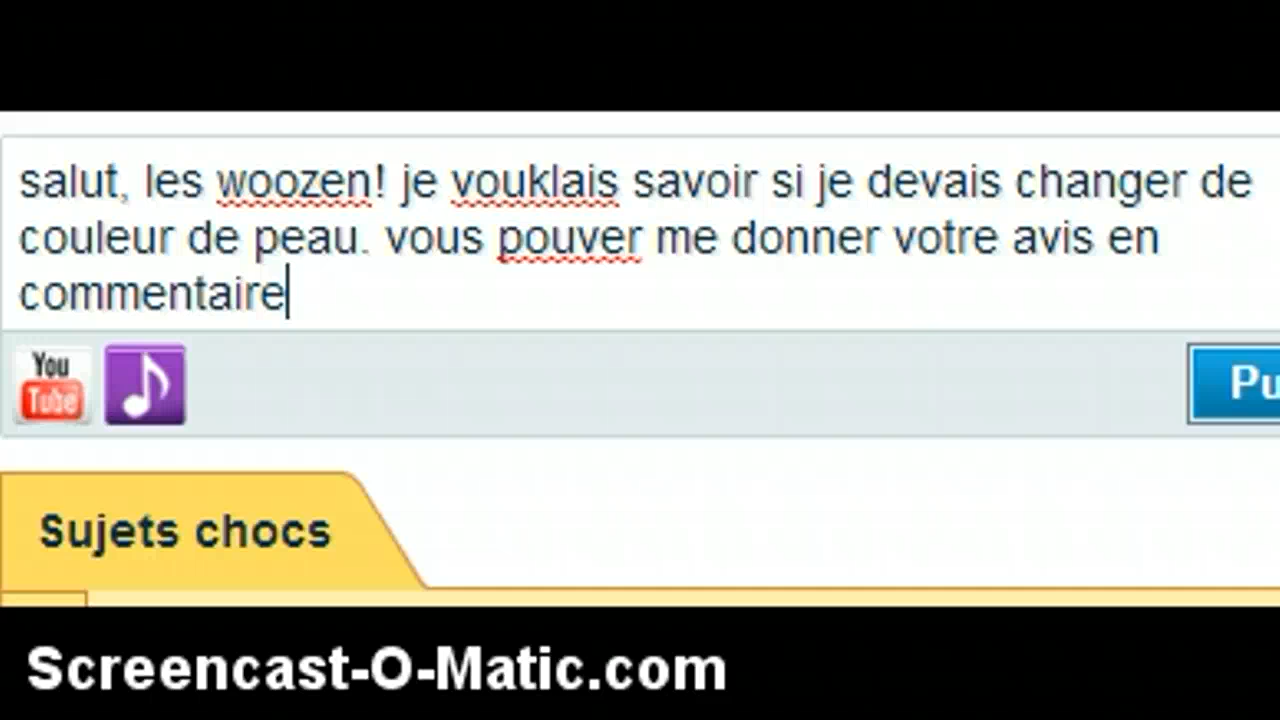 salut, les woozen! je vouklais savoir si je devais changer de
couleur de peau. vous pouver me donner votre avis en
commentaire
You
Tube
Pu
Sujets chocs
Screencast-O-Matic.com